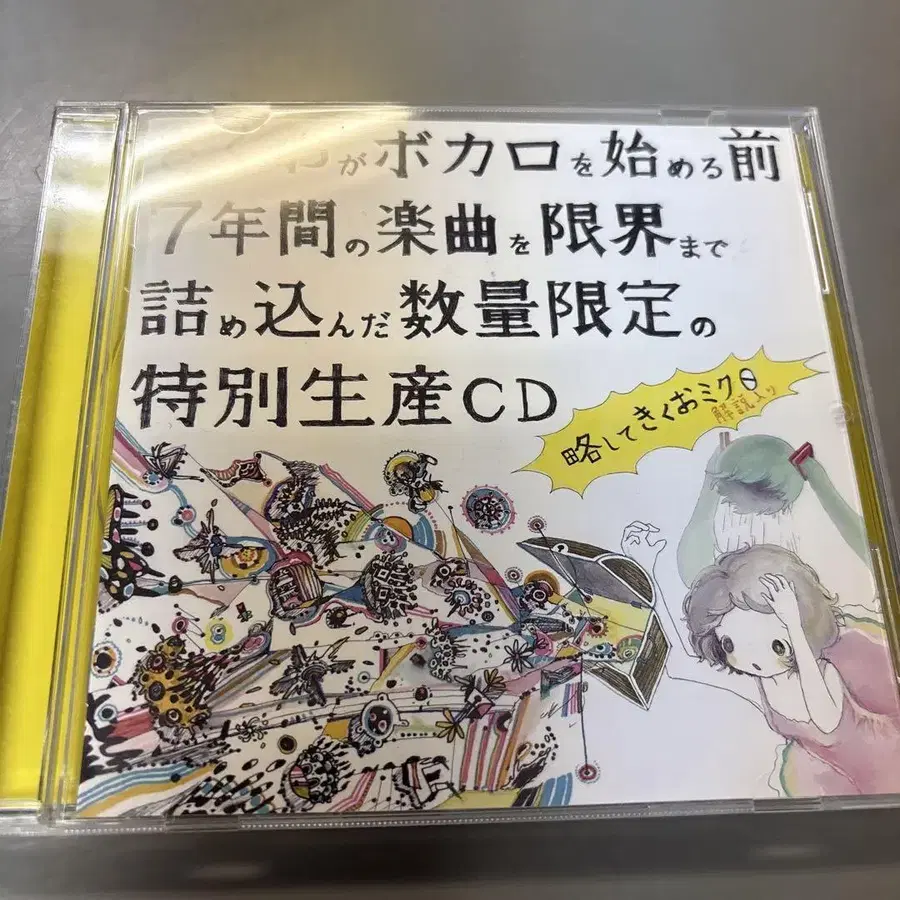 がボカロを始める前
7年間の楽曲を限界まで
詰め込んだ数量限定の
特別生産CD
略してきくおミク0
解説入り